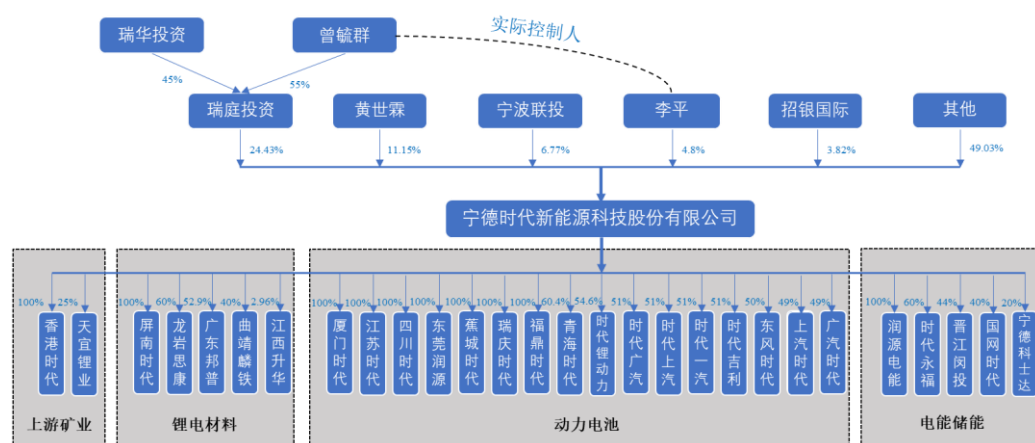 瑞华投资
曾毓群
实际控制人
45%
55%
瑞庭投资
黄世霖
宁波联投
李平
招银国际
其他
24.43%
11.15%
6.77%
4.8%
3.82%
49.03%
宁德时代新能源科技股份有限公司
100%
25%
100%
60%
52.9%
40%
2.96%
100%
100%
100%
100%
100%
100%
100%
60.4%
54.6%
51%
51%
51%
51%
50%
49%
49%
100%
60%
44%
40%
20%
香港时代
天宜锂业
屏南时代
龙岩思康
广东邦普
曲靖麟铁
江西升华
厦门时代
江苏时代
四川时代
东莞润源
蕉城时代
瑞庆时代
福鼎时代
青海时代
时代锂动力
时代广汽
时代上汽
时代一汽
时代吉利
东风时代
上汽时代
广汽时代
润源电能
时代永福
晋江闵投
国网时代
宁德科士达
上游矿业
锂电材料
动力电池
电能储能